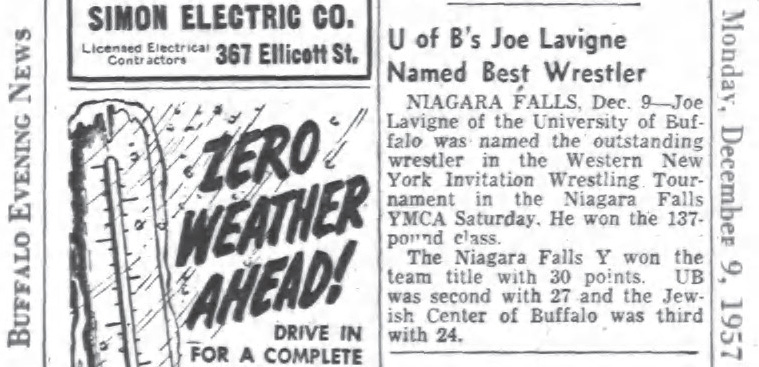 BUFFALO EVENING NEWS
SIMON ELECTRIC CO.
Licensed Electrical
Contractors
367 Ellicott St.
ZERO
WEATHER
AHEAD!
DRIVE IN
FOR A COMPLETE
U of B's Joe Lavigne
Named Best Wrestler
NIAGARA FALLS, Dec. 9—Joe
Lavigne of the University of Buf-
falo was named the outstanding
wrestler in the Western New
York Invitation Wrestling Tour-
nament in the Niagara Falls
YMCA Saturday. He won the 137-
pound class.
The Niagara Falls Y won the
team title with 30 points. UB
was second with 27 and the Jew-
ish Center of Buffalo was third
with 24.
Monday, December 9, 1957